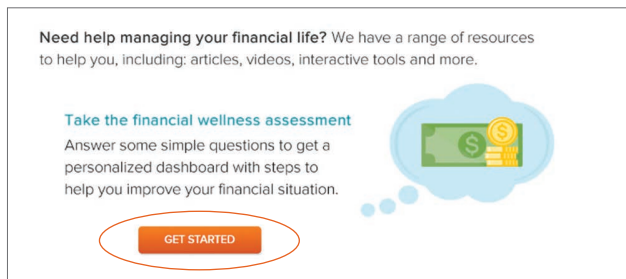 Need help managing your financial life? We have a range of resources
to help you, including: articles, videos, interactive tools and more.
Take the financial wellness assessment
Answer some simple questions to get a
personalized dashboard with steps to
help you improve your financial situation.
$
$
GET STARTED